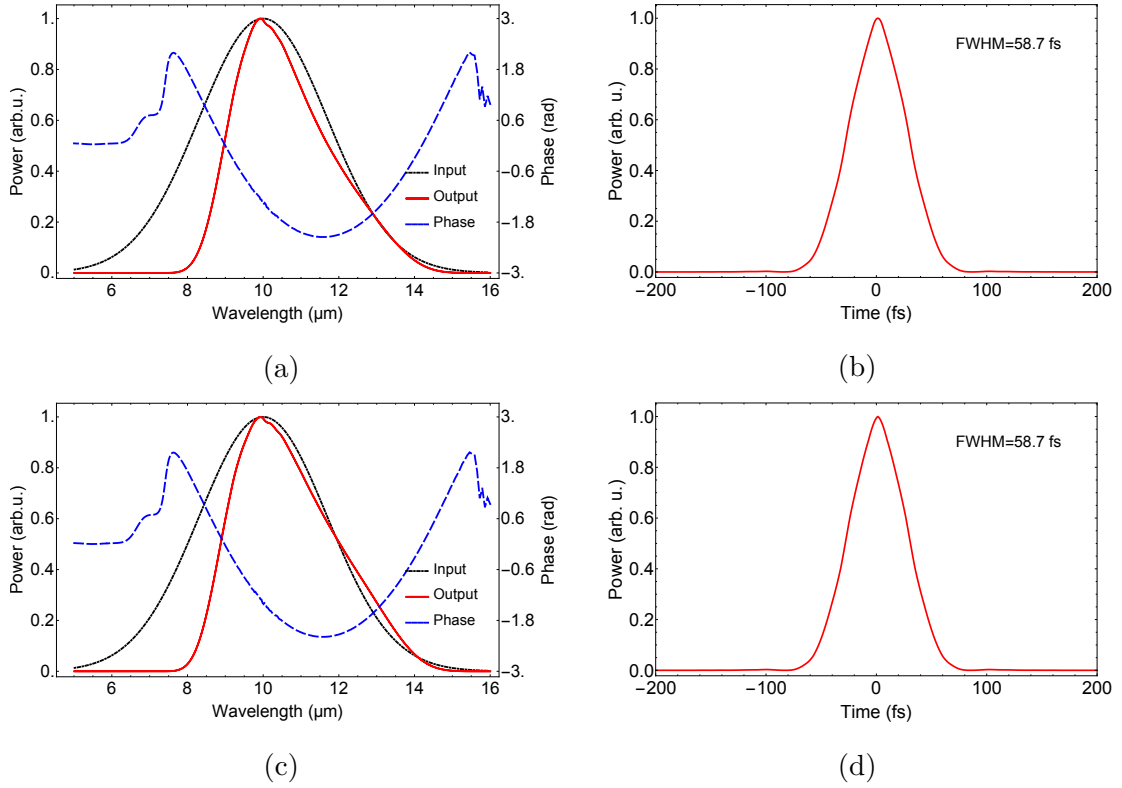 1.
0.8
0.6
0.4
0.2
0.
Power (arb.u.)
3.
1.8
0.6
−0.6
−1.8
−3.
Phase (rad)
Input
Output
Phase
6 8 10 12 14 16
Wavelength (μm)
(a)
1.0
0.8
0.6
0.4
0.2
0.
Power (arb. u.)
FWHM=58.7 fs
−200 −100 0 100 200
Time (fs)
(b)
1.
0.8
0.6
0.4
0.2
0.
Power (arb.u.)
3.
1.8
0.6
−0.6
−1.8
−3.
Phase (rad)
Input
Output
Phase
6 8 10 12 14 16
Wavelength (μm)
(c)
1.0
0.8
0.6
0.4
0.2
0.
Power (arb. u.)
FWHM=58.7 fs
−200 −100 0 100 200
Time (fs)
(d)